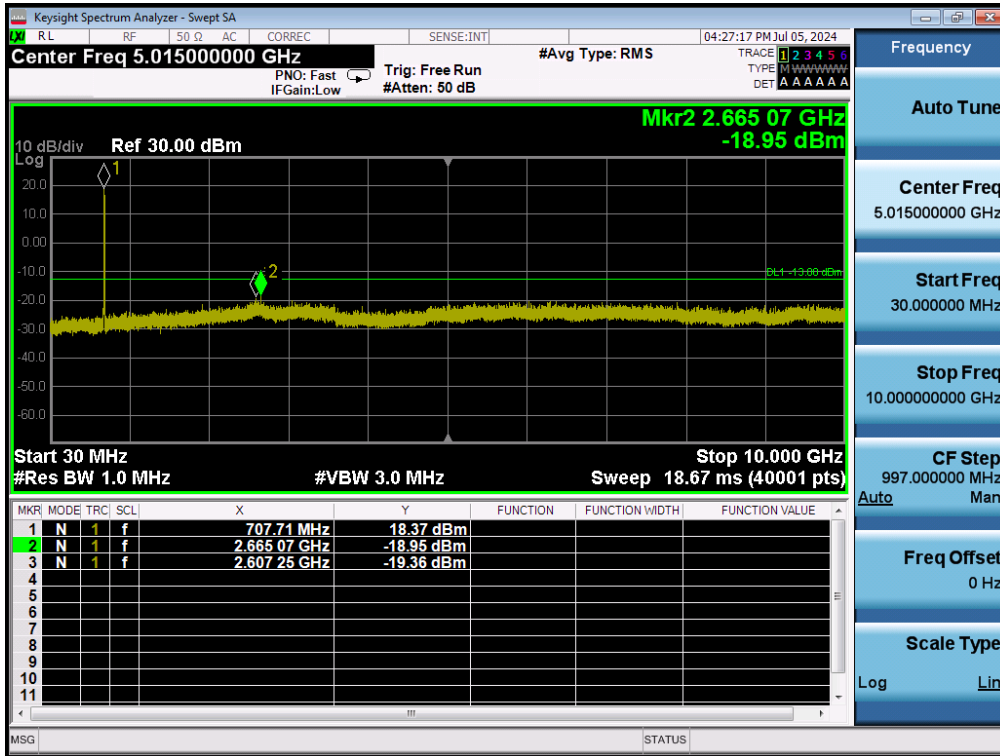 Keysight Spectrum Analyzer - Swept SA
LXI RL RF 50 Ω AC CORREC SENSE:INT 04:27:17 PM Jul 05, 2024
Center Freq 5.015000000 GHz #Avg Type: RMS TRACE 1 2 3 4 5 6
PNO: Fast Trig: Free Run TYPE M WWWWW
IFGain:Low #Atten: 50 dB DET A A A A A A
Frequency
Auto Tune
Center Freq
5.015000000 GHz
Start Freq
30.000000 MHz
Stop Freq
10.000000000 GHz
CF Step
997.000000 MHz
Auto Man
Freq Offset
0 Hz
Scale Type
Log Lin
Mkr2 2.665 07 GHz
-18.95 dBm
10 dB/div Ref 30.00 dBm
Log
1
20.0
10.0
0.00
-10.0
2
DL1 -13.00 dBm
-20.0
-30.0
-40.0
-50.0
-60.0
Start 30 MHz Stop 10.000 GHz
#Res BW 1.0 MHz #VBW 3.0 MHz Sweep 18.67 ms (40001 pts)
MKR MODE TRC SCL X Y FUNCTION FUNCTION WIDTH FUNCTION VALUE
1 N 1 f 707.71 MHz 18.37 dBm
2 N 1 f 2.665 07 GHz -18.95 dBm
3 N 1 f 2.607 25 GHz -19.36 dBm
4
5
6
7
8
9
10
11
MSG STATUS